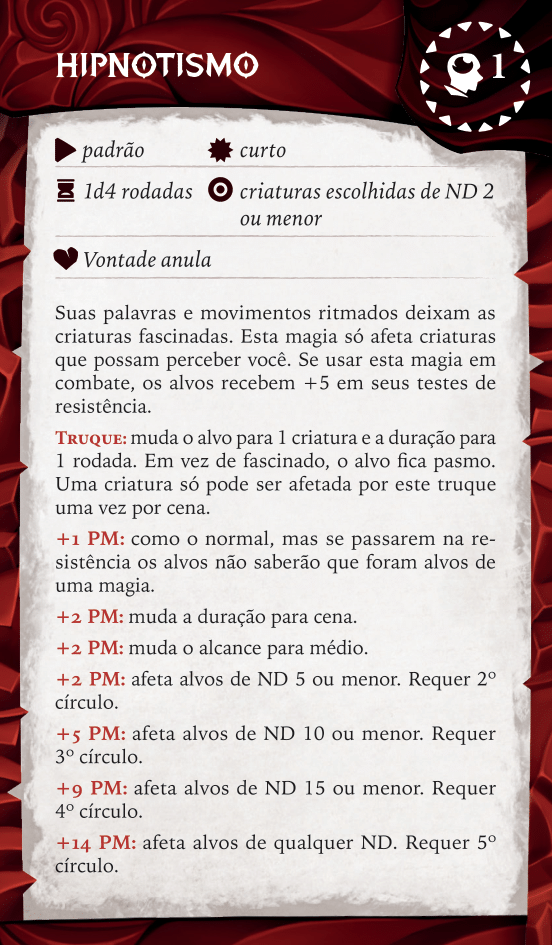 HIPNOTISMO
1
padrão
curto
1d4 rodadas
criaturas escolhidas de ND 2
ou menor
Vontade anula
Suas palavras e movimentos ritmados deixam as
criaturas fascinadas. Esta magia só afeta criaturas
que possam perceber você. Se usar esta magia em
combate, os alvos recebem +5 em seus testes de
resistência.
Truque: muda o alvo para 1 criatura e a duração para
1 rodada. Em vez de fascinado, o alvo fica pasmo.
Uma criatura só pode ser afetada por este truque
uma vez por cena.
+1 PM: como o normal, mas se passarem na re-
sistência os alvos não saberão que foram alvos de
uma magia.
+2 PM: muda a duração para cena.
+2 PM: muda o alcance para médio.
+2 PM: afeta alvos de ND 5 ou menor. Requer 2º
círculo.
+5 PM: afeta alvos de ND 10 ou menor. Requer
3º círculo.
+9 PM: afeta alvos de ND 15 ou menor. Requer
4º círculo.
+14 PM: afeta alvos de qualquer ND. Requer 5º
círculo.